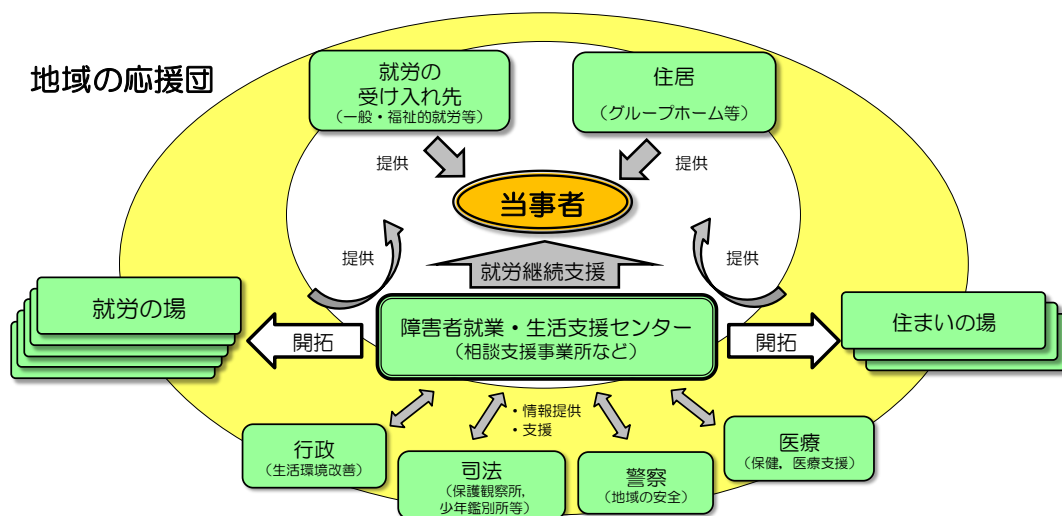 地域の応援団
就労の
受け入れ先
（一般・福祉的就労等）
住居
（グループホーム等）
提供
提供
当事者
提供
提供
就労継続支援
就労の場
開拓
障害者就業・生活支援センター
（相談支援事業所など）
開拓
住まいの場
・情報提供
・支援
行政
（生活環境改善）
司法
（保護観察所，
少年鑑別所等）
警察
（地域の安全）
医療
（保健，医療支援）